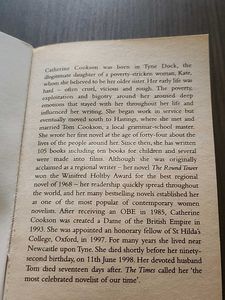 Catherine Cookson was born in Tyne Dock, the
illegitimate daughter of a poverty-stricken woman, Kate,
whom she believed to be her older sister. Her early life was
hard – often cruel, vicious and rough. The poverty,
exploitation and bigotry around her aroused deep
emotions that stayed with her throughout her life and
influenced her writing. She began work in service but
eventually moved south to Hastings, where she met and
married Tom Cookson, a local grammar-school master.
She wrote her first novel at the age of forty-four about the
lives of the people around her. Since then, she has written
105 books including ten books for children and several
were made into films. Although she was originally
acclaimed as a regional writer – her novel The Round Tower
won the Winifred Holtby Award for the best regional
novel of 1968 – her readership quickly spread throughout
the world, and her many bestselling novels established her
as one of the most popular of contemporary women
novelists. After receiving an OBE in 1985, Catherine
Cookson was created a Dame of the British Empire in
1993. She was appointed an honorary fellow of St Hilda's
College, Oxford, in 1997. For many years she lived near
Newcastle upon Tyne. She died shortly before her ninety-
second birthday, on 11th June 1998. Her devoted husband
Tom died seventeen days after. The Times called her 'the
most celebrated novelist of our time'.